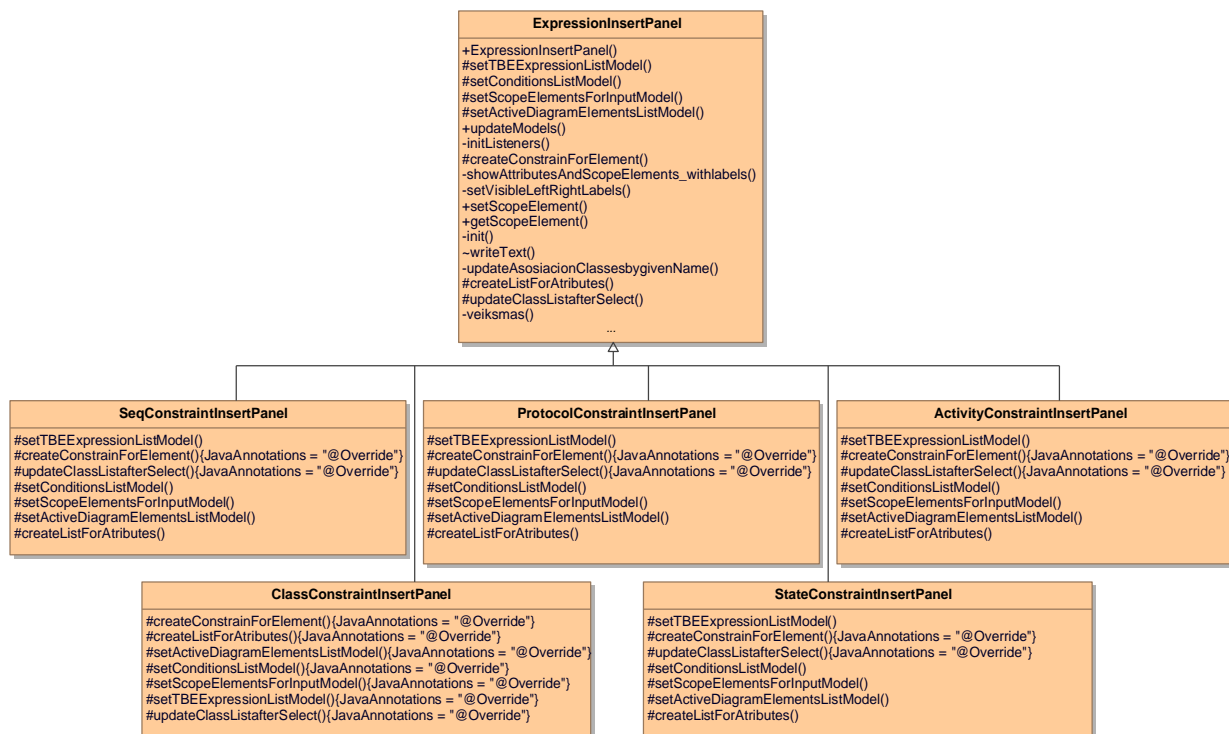 ExpressionInsertPanel
+ExpressionInsertPanel()
#setTBEExpressionListModel()
#setConditionsListModel()
#setScopeElementsForInputModel()
#setActiveDiagramElementsListModel()
+updateModels()
-initListeners()
#createConstrainForElement()
-showAttributesAndScopeElements_withlabels()
-setVisibleLeftRightLabels()
+setScopeElement()
+getScopeElement()
-init()
~writeText()
-updateAsosiacionClassesbygivenName()
#createListForAtributes()
#updateClassListafterSelect()
-veiksmas()
...
SeqConstraintInsertPanel
#setTBEExpressionListModel()
#createConstrainForElement(){JavaAnnotations = "@Override"}
#updateClassListafterSelect(){JavaAnnotations = "@Override"}
#setConditionsListModel()
#setScopeElementsForInputModel()
#setActiveDiagramElementsListModel()
#createListForAtributes()
ProtocolConstraintInsertPanel
#setTBEExpressionListModel()
#createConstrainForElement(){JavaAnnotations = "@Override"}
#updateClassListafterSelect(){JavaAnnotations = "@Override"}
#setConditionsListModel()
#setScopeElementsForInputModel()
#setActiveDiagramElementsListModel()
#createListForAtributes()
ActivityConstraintInsertPanel
#setTBEExpressionListModel()
#createConstrainForElement(){JavaAnnotations = "@Override"}
#updateClassListafterSelect(){JavaAnnotations = "@Override"}
#setConditionsListModel()
#setScopeElementsForInputModel()
#setActiveDiagramElementsListModel()
#createListForAtributes()
ClassConstraintInsertPanel
#createConstrainForElement(){JavaAnnotations = "@Override"}
#createListForAtributes(){JavaAnnotations = "@Override"}
#setActiveDiagramElementsListModel(){JavaAnnotations = "@Override"}
#setConditionsListModel(){JavaAnnotations = "@Override"}
#setScopeElementsForInputModel(){JavaAnnotations = "@Override"}
#setTBEExpressionListModel(){JavaAnnotations = "@Override"}
#updateClassListafterSelect(){JavaAnnotations = "@Override"}
StateConstraintInsertPanel
#setTBEExpressionListModel()
#createConstrainForElement(){JavaAnnotations = "@Override"}
#updateClassListafterSelect(){JavaAnnotations = "@Override"}
#setConditionsListModel()
#setScopeElementsForInputModel()
#setActiveDiagramElementsListModel()
#createListForAtributes()